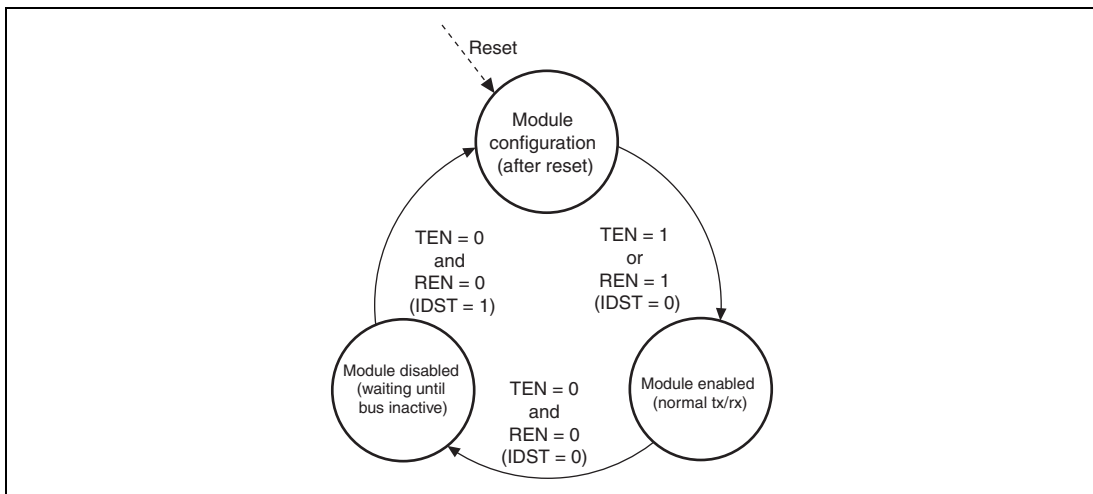 Reset
Module
configuration
(after reset)
TEN = 0
and
REN = 0
(IDST = 1)
TEN = 1
or
REN = 1
(IDST = 0)
Module disabled
(waiting until
bus inactive)
TEN = 0
and
REN = 0
(IDST = 0)
Module enabled
(normal tx/rx)